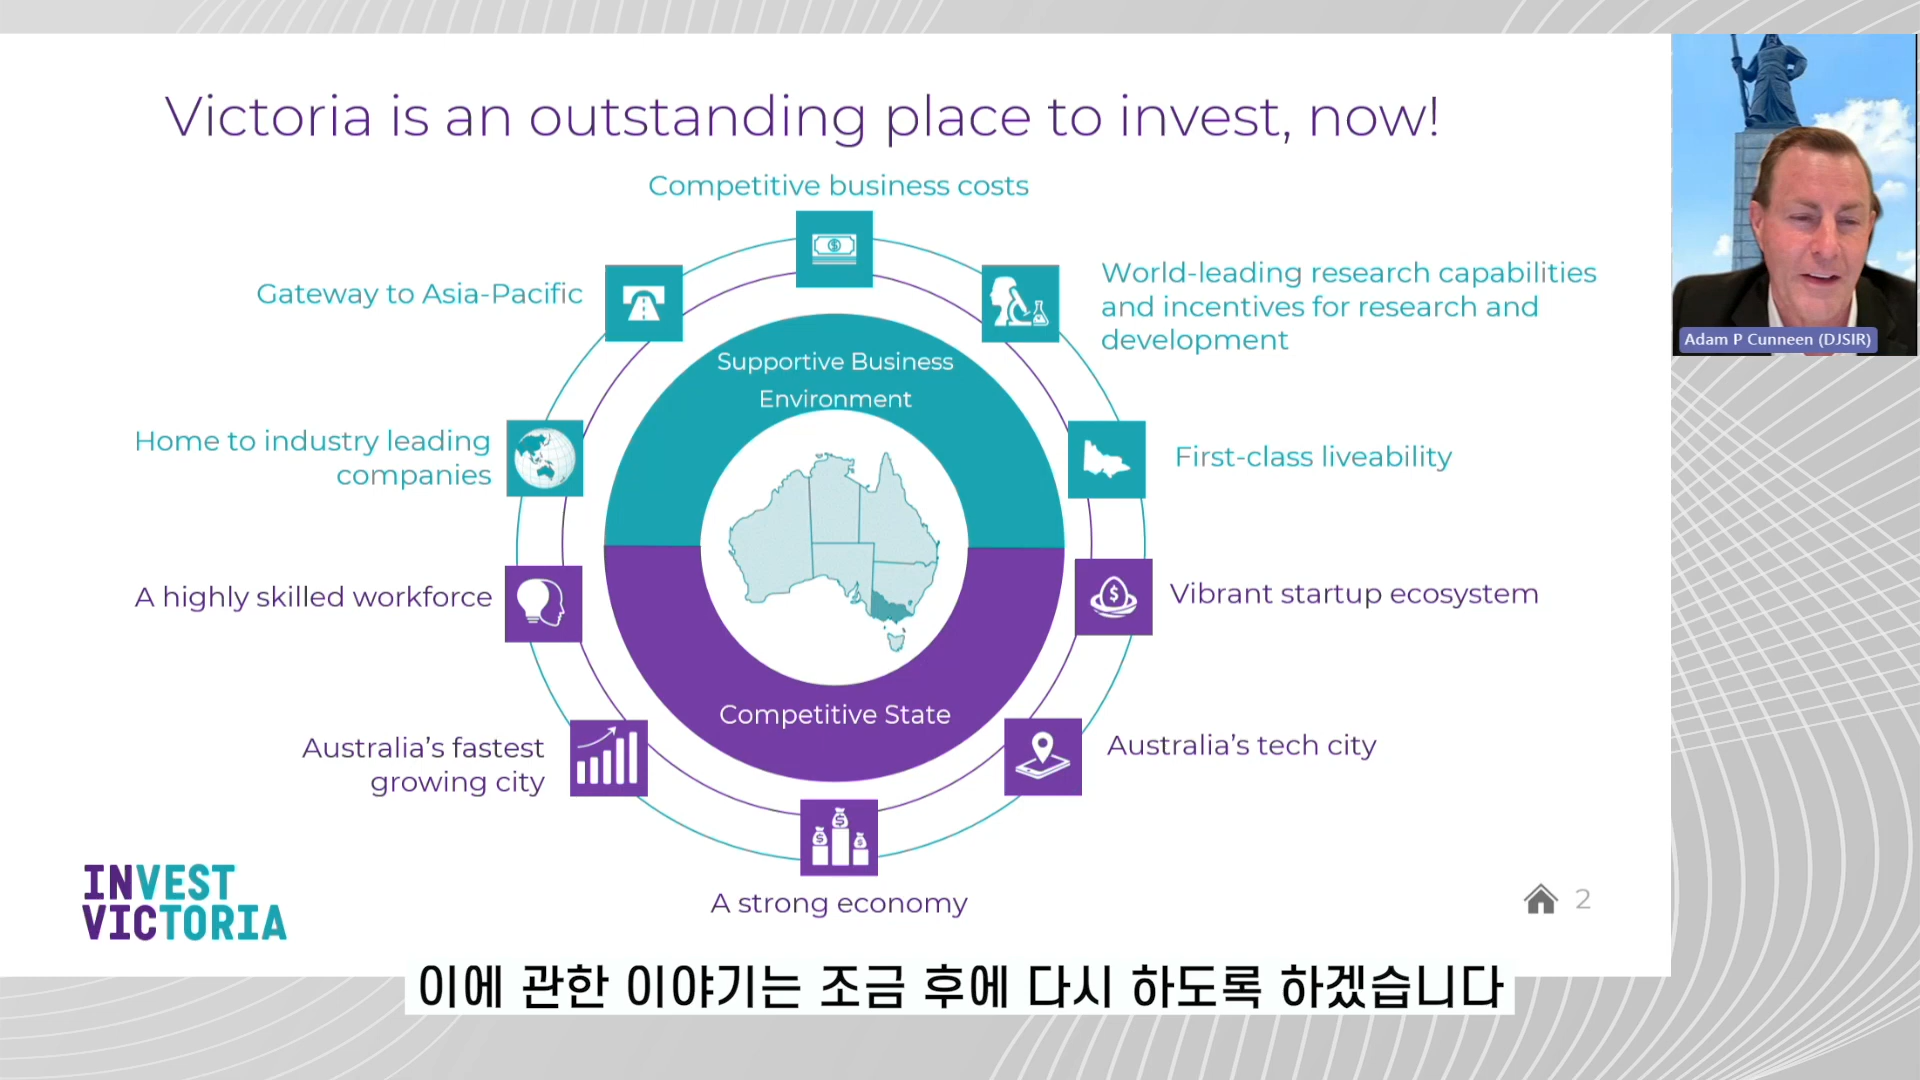 Victoria is an outstanding place to invest, now!
Competitive business costs
Gateway to Asia-Pacific
World-leading research capabilities
and incentives for research and
development
Adam P Cunneen (DJSIR)
Supportive Business
Environment
Home to industry leading
companies
First-class liveability
A highly skilled workforce
Vibrant startup ecosystem
Competitive State
Australia's fastest
growing city
Australia's tech city
A strong economy
INVEST
VICTORIA
2
이에 관한 이야기는 조금 후에 다시 하도록 하겠습니다